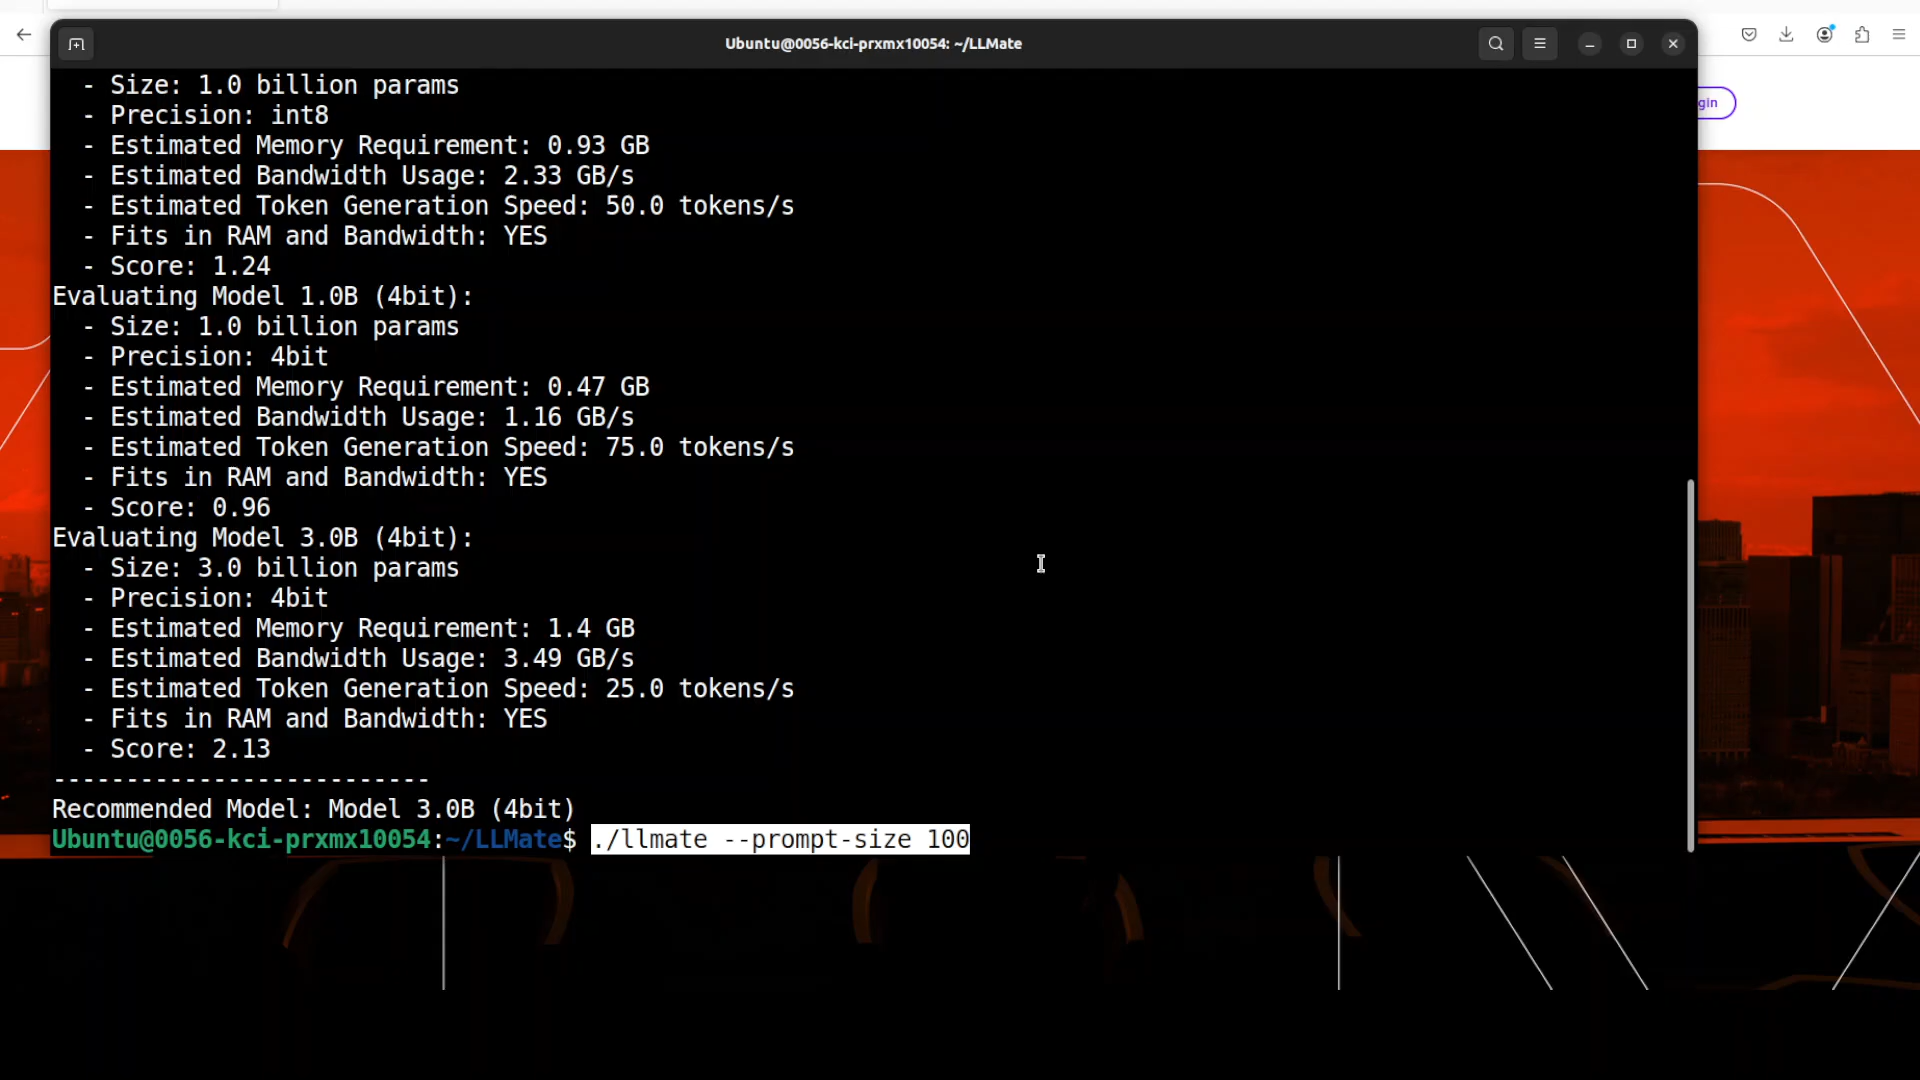 Ubuntu@0056-kci-prxmx10054: ~/LLMate
gin
- Size: 1.0 billion params
- Precision: int8
- Estimated Memory Requirement: 0.93 GB
- Estimated Bandwidth Usage: 2.33 GB/s
- Estimated Token Generation Speed: 50.0 tokens/s
- Fits in RAM and Bandwidth: YES
- Score: 1.24
Evaluating Model 1.0B (4bit):
- Size: 1.0 billion params
- Precision: 4bit
- Estimated Memory Requirement: 0.47 GB
- Estimated Bandwidth Usage: 1.16 GB/s
- Estimated Token Generation Speed: 75.0 tokens/s
- Fits in RAM and Bandwidth: YES
- Score: 0.96
Evaluating Model 3.0B (4bit):
- Size: 3.0 billion params
- Precision: 4bit
- Estimated Memory Requirement: 1.4 GB
- Estimated Bandwidth Usage: 3.49 GB/s
- Estimated Token Generation Speed: 25.0 tokens/s
- Fits in RAM and Bandwidth: YES
- Score: 2.13
--------------------------
Recommended Model: Model 3.0B (4bit)
Ubuntu@0056-kci-prxmx10054:~/LLMate$ ./llmate --prompt-size 100